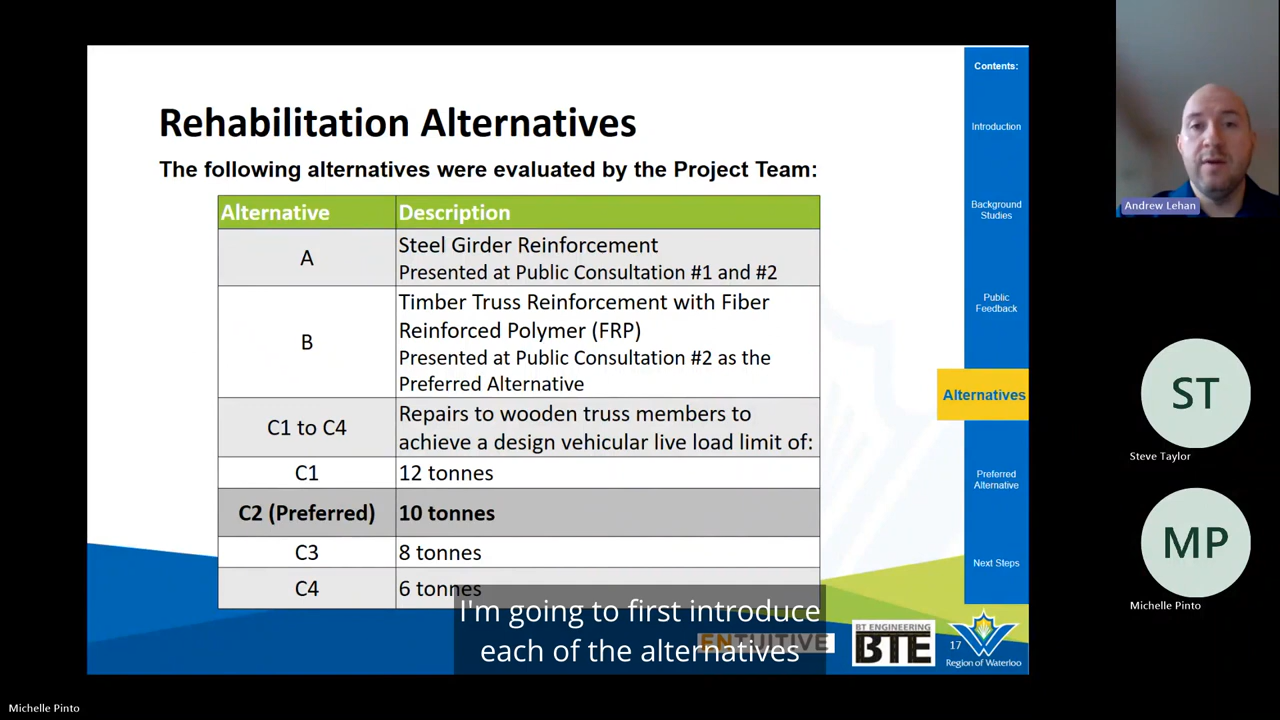 Rehabilitation Alternatives
The following alternatives were evaluated by the Project Team:
Alternative Description
A
Steel Girder Reinforcement
Presented at Public Consultation #1 and #2
B
Timber Truss Reinforcement with Fiber
Reinforced Polymer (FRP)
Presented at Public Consultation #2 as the
Preferred Alternative
C1 to C4
Repairs to wooden truss members to
achieve a design vehicular live load limit of:
C1 12 tonnes
C2 (Preferred) 10 tonnes
C3 8 tonnes
C4 6 tonnes
I'm going to first introduce
each of the alternatives
ENTUITIVE
BT ENGINEERING
BTE
17
Region of Waterloo
Contents:
Introduction
Background
Studies
Public
Feedback
Alternatives
Preferred
Alternative
Next Steps
Andrew Lehan
ST
Steve Taylor
MP
Michelle Pinto
Michelle Pinto